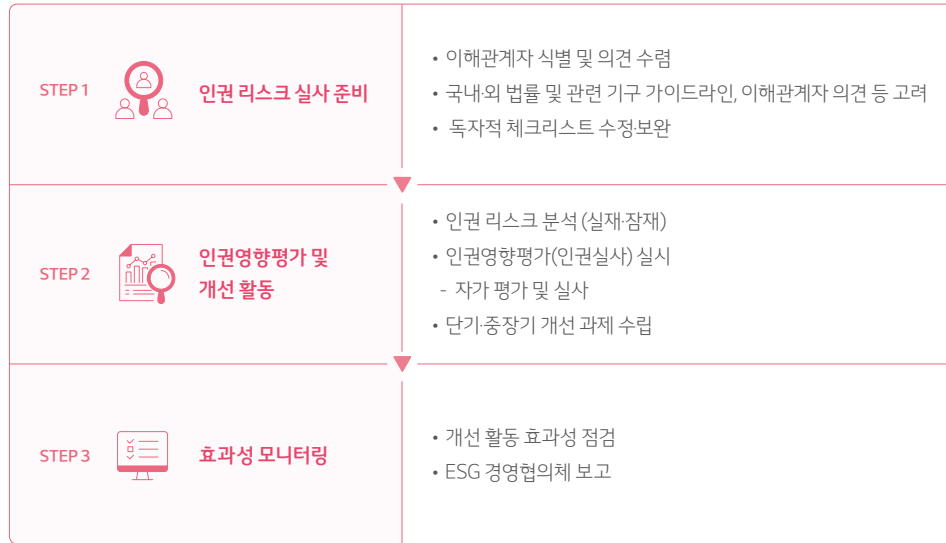 STEP 1
인권 리스크 실사 준비
• 이해관계자 식별 및 의견 수렴
• 국내·외 법률 및 관련 기구 가이드라인, 이해관계자 의견 등 고려
• 독자적 체크리스트 수정·보완
STEP 2
인권영향평가 및
개선 활동
• 인권 리스크 분석 (실재·잠재)
• 인권영향평가(인권실사) 실시
- 자가 평가 및 실사
• 단기·중장기 개선 과제 수립
STEP 3
효과성 모니터링
• 개선 활동 효과성 점검
• ESG 경영협의체 보고